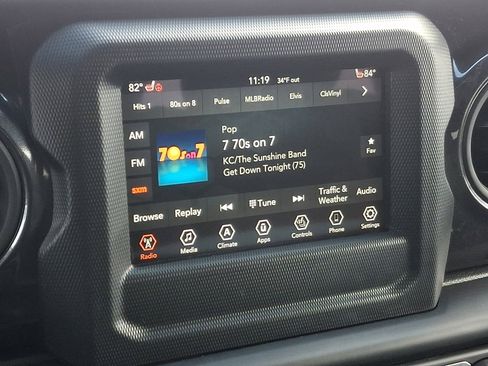 82° 11:19 34°F out 84°
Hits 1 80s on 8 Pulse MLBRadio Elvis ClsVinyl
AM
FM
sxm
70s on 7
Pop
7 70s on 7
KC/The Sunshine Band
Get Down Tonight (75)
Fav
Browse Replay Tune Traffic & Weather Audio
Radio Media Climate Apps Controls Phone Settings